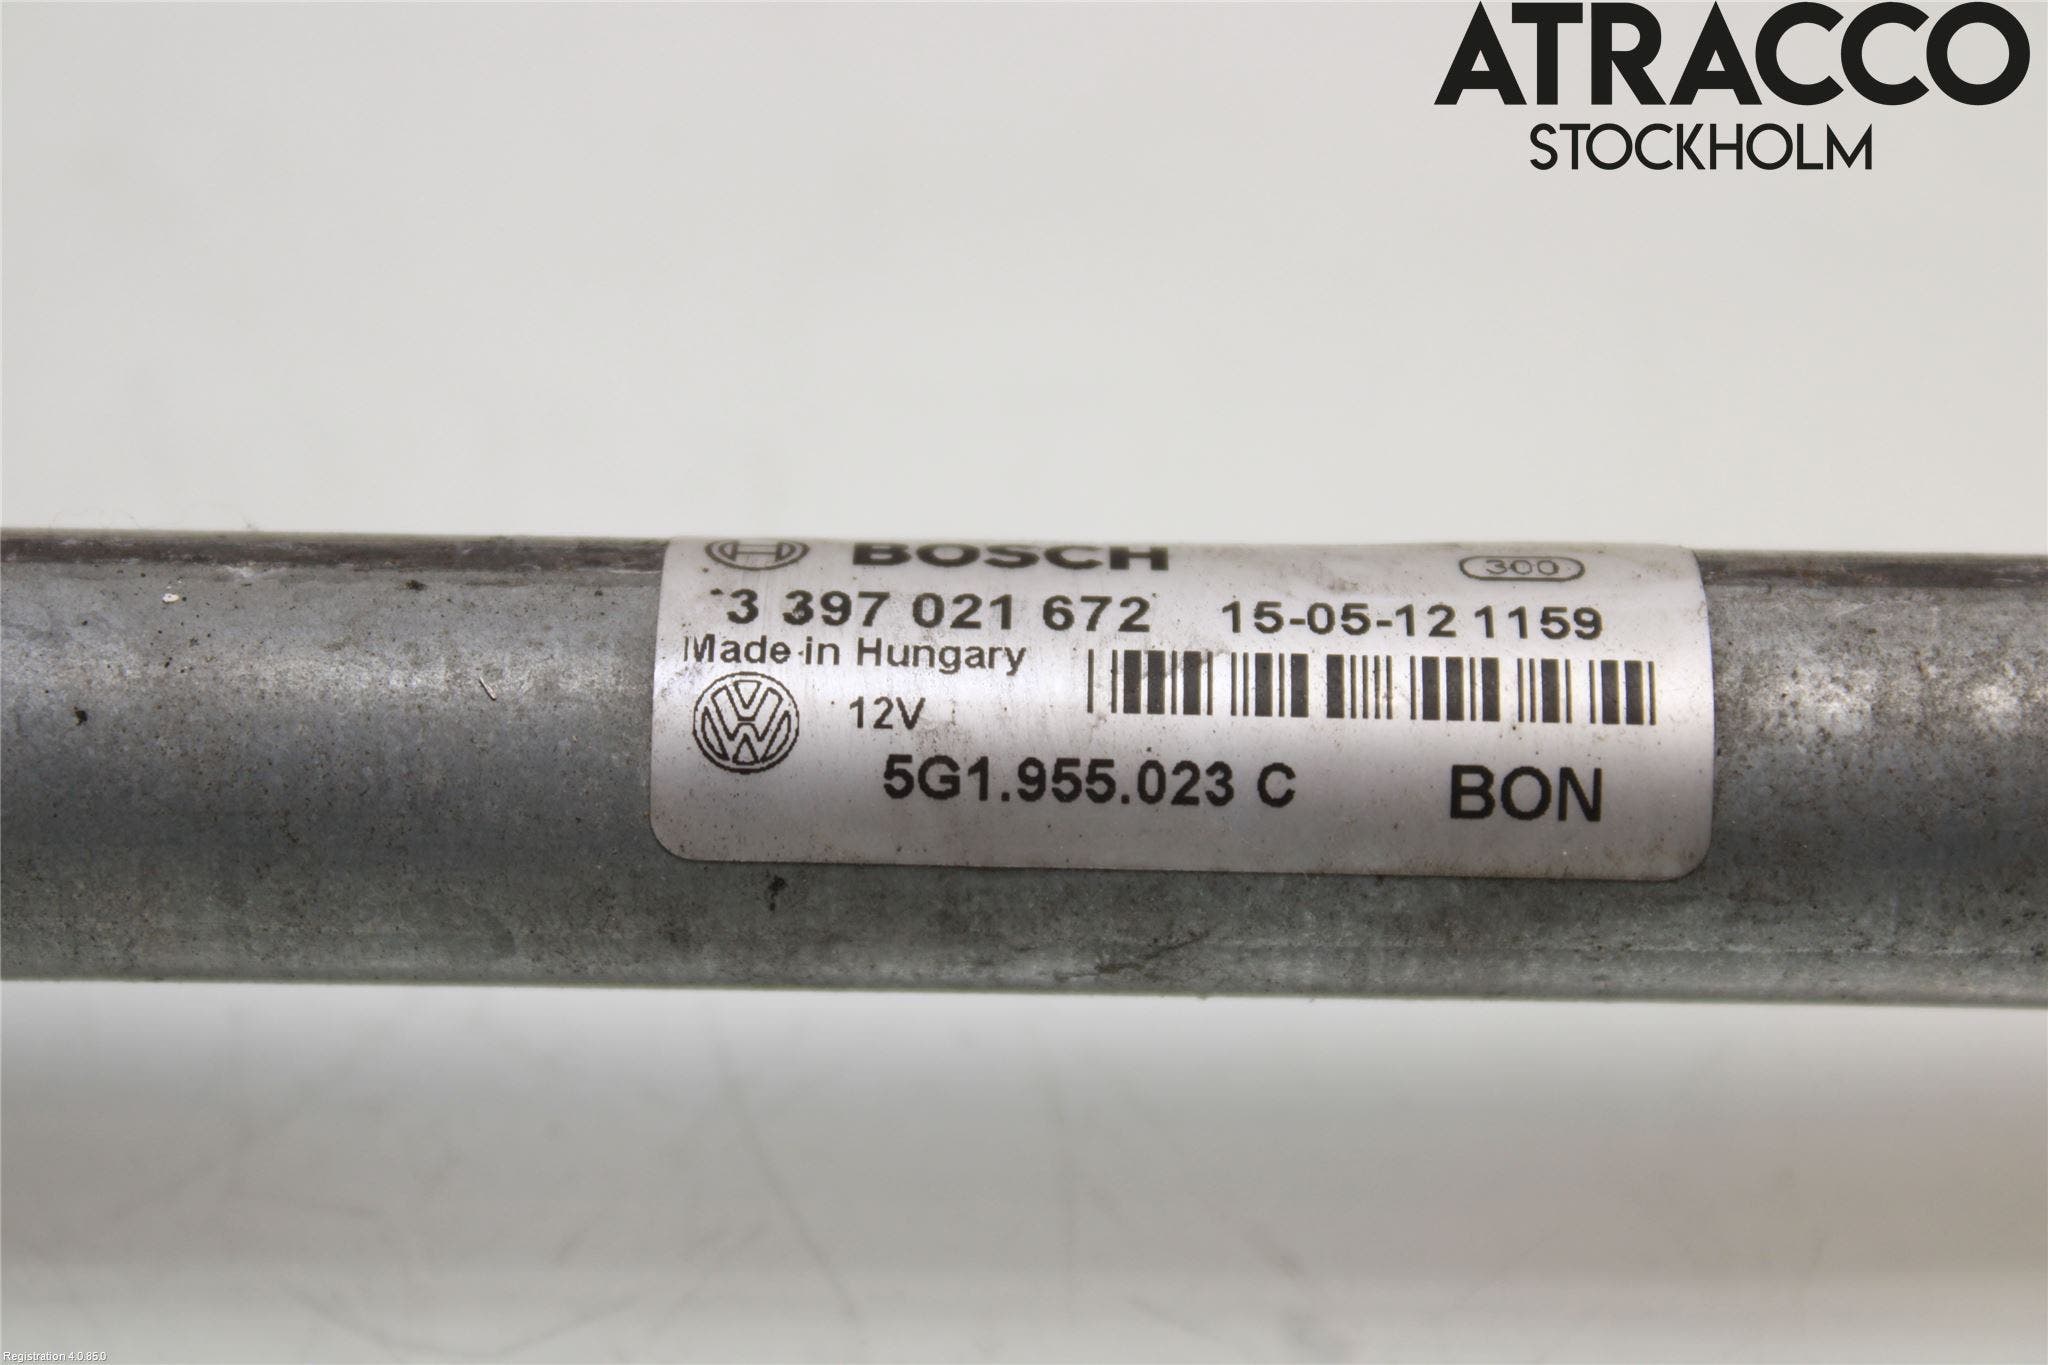 ATRACCO
STOCKHOLM
BOSCH 300
3 397 021 672 15-05-12 1159
Made in Hungary
12V
5G1.955.023 C BON
Registration 4.0.85.0